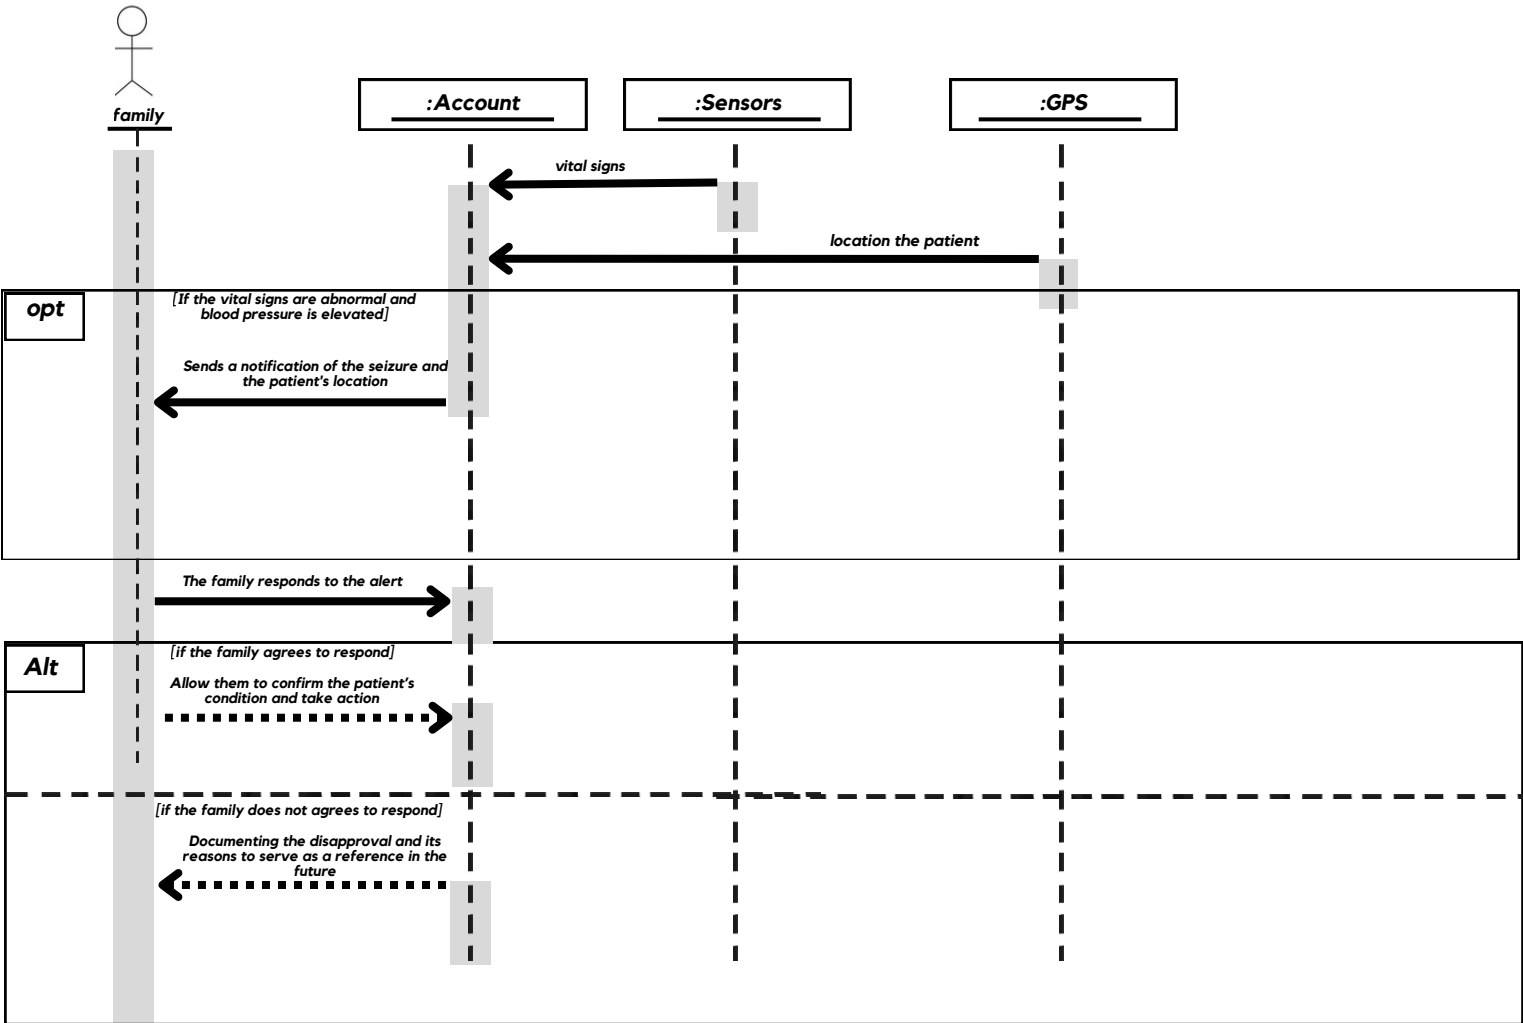 family
:Account
:Sensors
:GPS
vital signs
location the patient
opt
[If the vital signs are abnormal and
blood pressure is elevated]
Sends a notification of the seizure and
the patient's location
The family responds to the alert
Alt
[if the family agrees to respond]
Allow them to confirm the patient's
condition and take action
[if the family does not agrees to respond]
Documenting the disapproval and its
reasons to serve as a reference in the
future